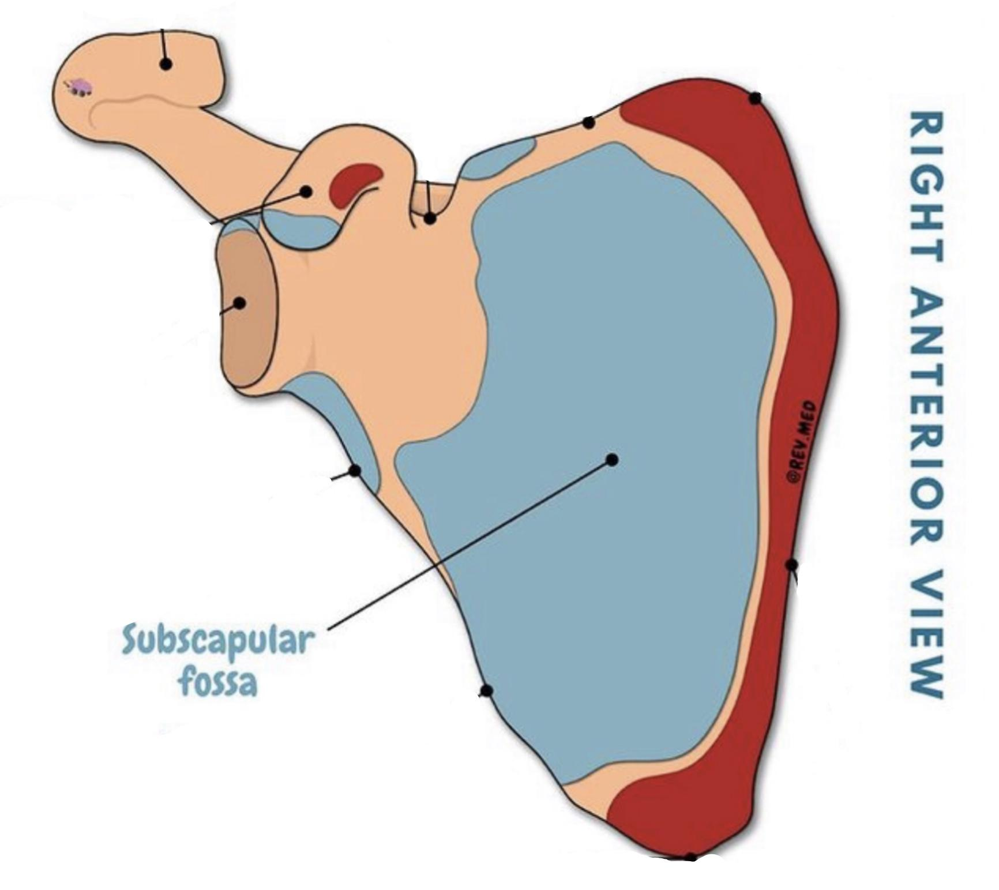 Subscapular
fossa
@REV.MED
RIGHT ANTERIOR VIEW